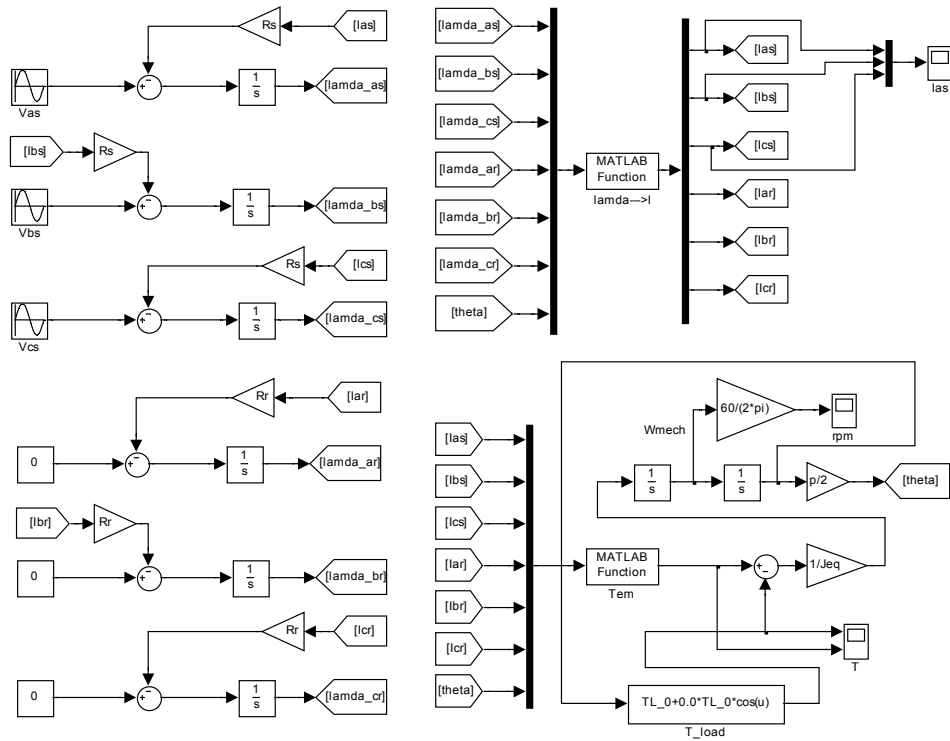 Rs
[Ias]
Vas
1
s
[lamda_as]
[Ibs]
Rs
Vbs
1
s
[lamda_bs]
Rs
[Ics]
Vcs
1
s
[lamda_cs]
Rr
[Iar]
0
1
s
[lamda_ar]
[Ibr]
Rr
0
1
s
[lamda_br]
Rr
[Icr]
0
1
s
[lamda_cr]
[lamda_as]
[lamda_bs]
[lamda_cs]
[lamda_ar]
[lamda_br]
[lamda_cr]
[theta]
MATLAB
Function
lamda--->I
[Ias]
[Ibs]
[Ics]
[Iar]
[Ibr]
[Icr]
Ias
[Ias]
[Ibs]
[Ics]
[Iar]
[Ibr]
[Icr]
[theta]
MATLAB
Function
Tem
Wmech
60/(2*pi)
rpm
1
s
1
s
p/2
[theta]
1/Jeq
T
TL_0+0.0*TL_0*cos(u)
T_load